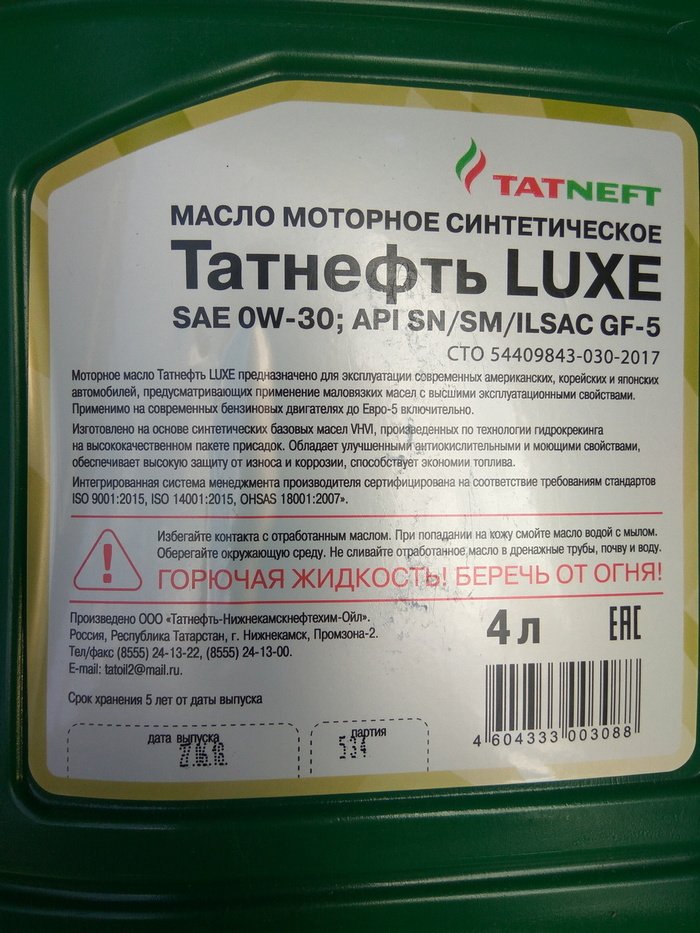 TATNEFT
МАСЛО МОТОРНОЕ СИНТЕТИЧЕСКОЕ
Татнефть LUXE
SAE 0W-30; API SN/SM/ILSAC GF-5
СТО 54409843-030-2017
Моторное масло Татнефть LUXE предназначено для эксплуатации современных американских, корейских и японских
автомобилей, предусматривающих применение маловязких масел с высшими эксплуатационными свойствами.
Применимо на современных бензиновых двигателях до Евро-5 включительно.
Изготовлено на основе синтетических базовых масел VHVI, произведенных по технологии гидрокрекинга
на высококачественном пакете присадок. Обладает улучшенными антиокислительными и моющими свойствами,
обеспечивает высокую защиту от износа и коррозии, способствует экономии топлива.
Интегрированная система менеджмента производителя сертифицирована на соответствие требованиям стандартов
ISO 9001:2015, ISO 14001:2015, OHSAS 18001:2007».
Избегайте контакта с отработанным маслом. При попадании на кожу смойте масло водой с мылом.
Оберегайте окружающую среду. Не сливайте отработанное масло в дренажные трубы, почву и воду.
ГОРЮЧАЯ ЖИДКОСТЬ! БЕРЕЧЬ ОТ ОГНЯ!
Произведено ООО «Татнефть-Нижнекамскнефтехим-Ойл».
Россия, Республика Татарстан, г. Нижнекамск, Промзона-2.
Тел/факс (8555) 24-13-22, (8555) 24-13-00.
E-mail: tatoil2@mail.ru.
4 л
EAC
Срок хранения 5 лет от даты выпуска
дата выпуска
27.06.18.
партия
534
4 604333 003088